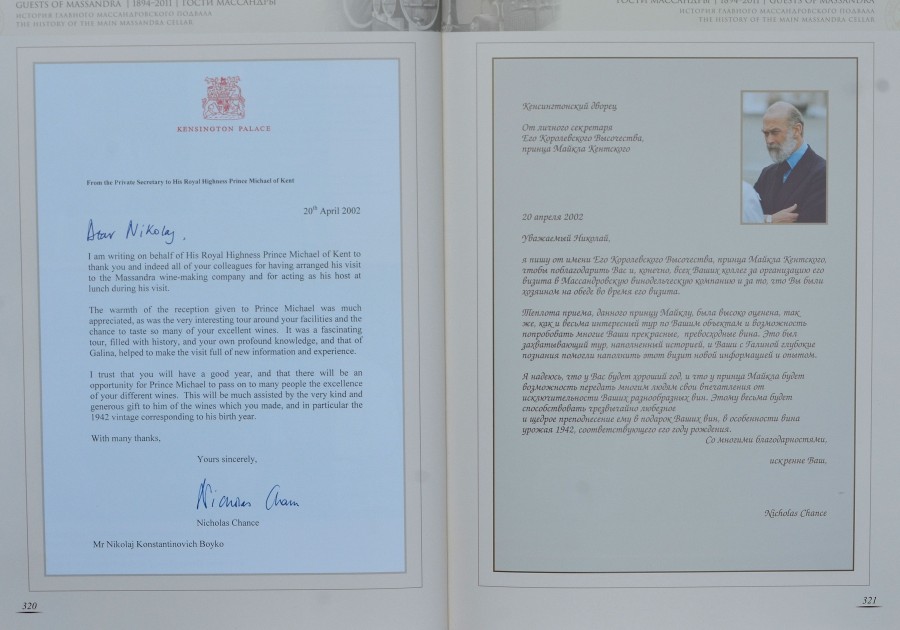 GUESTS OF MASSANDRA | 1894-2011 | ГОСТИ МАССАНДРЫ
ИСТОРИЯ ГЛАВНОГО МАССАНДРОВСКОГО ПОДВАЛА
THE HISTORY OF THE MAIN MASSANDRA CELLAR
KENSINGTON PALACE
From the Private Secretary to His Royal Highness Prince Michael of Kent
20th April 2002
Dear Nikolaj,
I am writing on behalf of His Royal Highness Prince Michael of Kent to
thank you and indeed all of your colleagues for having arranged his visit
to the Massandra wine-making company and for acting as his host at
lunch during his visit.
The warmth of the reception given to Prince Michael was much
appreciated, as was the very interesting tour around your facilities and the
chance to taste so many of your excellent wines. It was a fascinating
tour, filled with history, and your own profound knowledge, and that of
Galina, helped to make the visit full of new information and experience.
I trust that you will have a good year, and that there will be an
opportunity for Prince Michael to pass on to many people the excellence
of your different wines. This will be much assisted by the very kind and
generous gift to him of the wines which you made, and in particular the
1942 vintage corresponding to his birth year.
With many thanks,
Yours sincerely,
Nicholas Chance
Nicholas Chance
Mr Nikolaj Konstantinovich Boyko
320
ГОСТИ МАССАНДРЫ | 1894-2011 | GUESTS OF MASSANDRA
ИСТОРИЯ ГЛАВНОГО МАССАНДРОВСКОГО ПОДВАЛА
THE HISTORY OF THE MAIN MASSANDRA CELLAR
Кенсингтонский дворец
От личного секретаря
Его Королевского Высочества,
принца Майкла Кентского
20 апреля 2002
Уважаемый Николай,
я пишу от имени Его Королевского Высочества, принца Майкла Кентского,
чтобы поблагодарить Вас и, конечно, всех Ваших коллег за организацию его
визита в Массандровскую винодельческую компанию и за то, что Вы были
хозяином на обеде во время его визита.
Теплота приема, данного принцу Майклу, была высоко оценена, так
же, как и весьма интересный тур по Вашим объектам и возможность
попробовать многие Ваши прекрасные, превосходные вина. Это был
захватывающий тур, наполненный историей, и Ваши с Галиной глубокие
познания помогли наполнить этот визит новой информацией и опытом.
Я надеюсь, что у Вас будет хороший год, и что у принца Майкла будет
возможность передать многим людям свои впечатления от
исключительности Ваших разнообразных вин. Этому весьма будет
способствовать чрезвычайно любезное
и щедрое преподнесение ему в подарок Ваших вин, в особенности вина
урожая 1942, соответствующего его году рождения.
Со многими благодарностями,
искренне Ваш,
Nicholas Chance
321